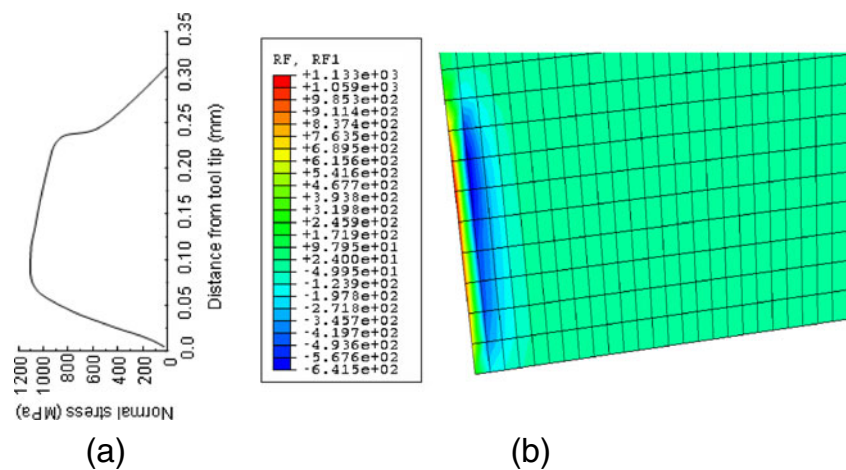 0.35
0.30
0.25
0.20
0.15
0.10
0.05
0.0
Distance from tool tip (mm)
1200
1000
800
600
400
200
0
Normal stress (MPa)
(a)
RF, RF1
+1.133e+03
+1.059e+03
+9.853e+02
+9.114e+02
+8.374e+02
+7.635e+02
+6.895e+02
+6.156e+02
+5.416e+02
+4.677e+02
+3.938e+02
+3.198e+02
+2.459e+02
+1.719e+02
+9.795e+01
+2.400e+01
-4.995e+01
-1.239e+02
-1.978e+02
-2.718e+02
-3.457e+02
-4.197e+02
-4.936e+02
-5.676e+02
-6.415e+02
(b)